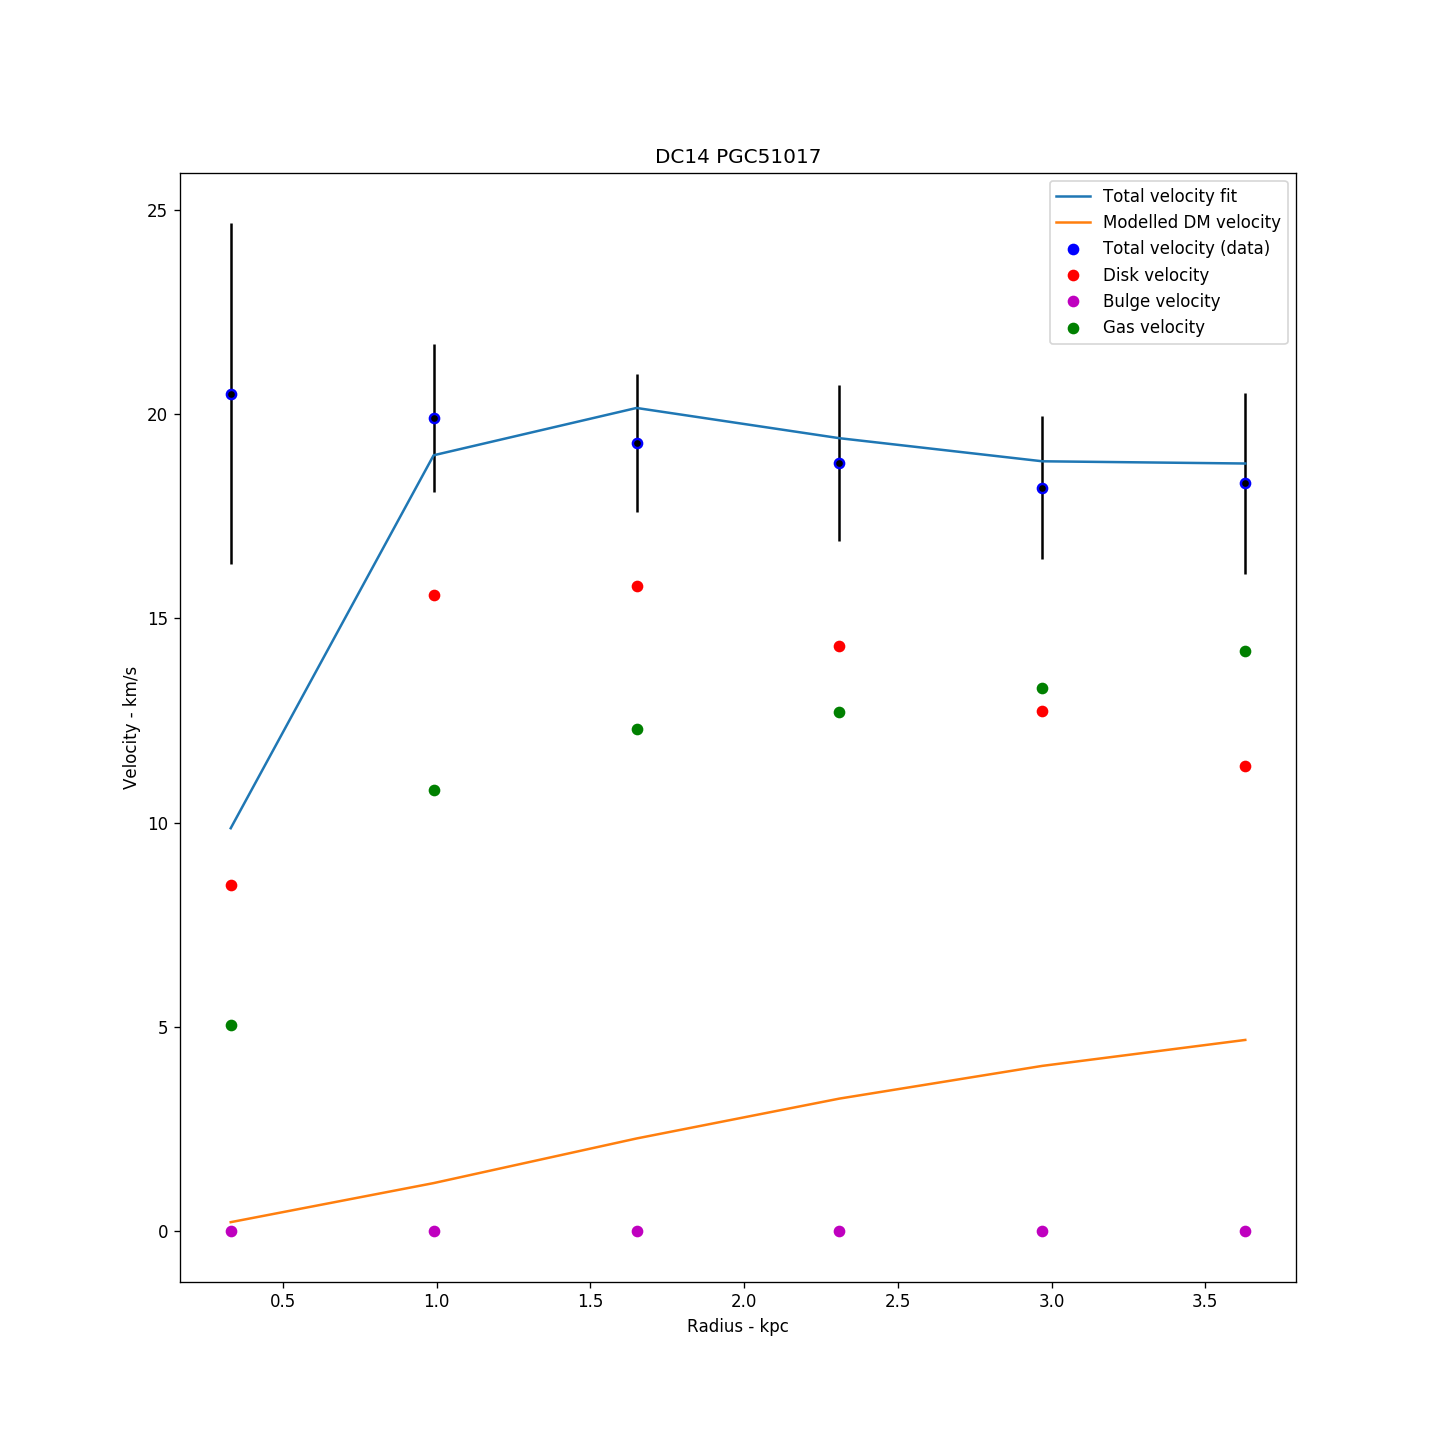 DC14 PGC51017
Total velocity fit
Modelled DM velocity
Total velocity (data)
Disk velocity
Bulge velocity
Gas velocity
25
20
15
10
5
0
Velocity - km/s
0.5 1.0 1.5 2.0 2.5 3.0 3.5
Radius - kpc